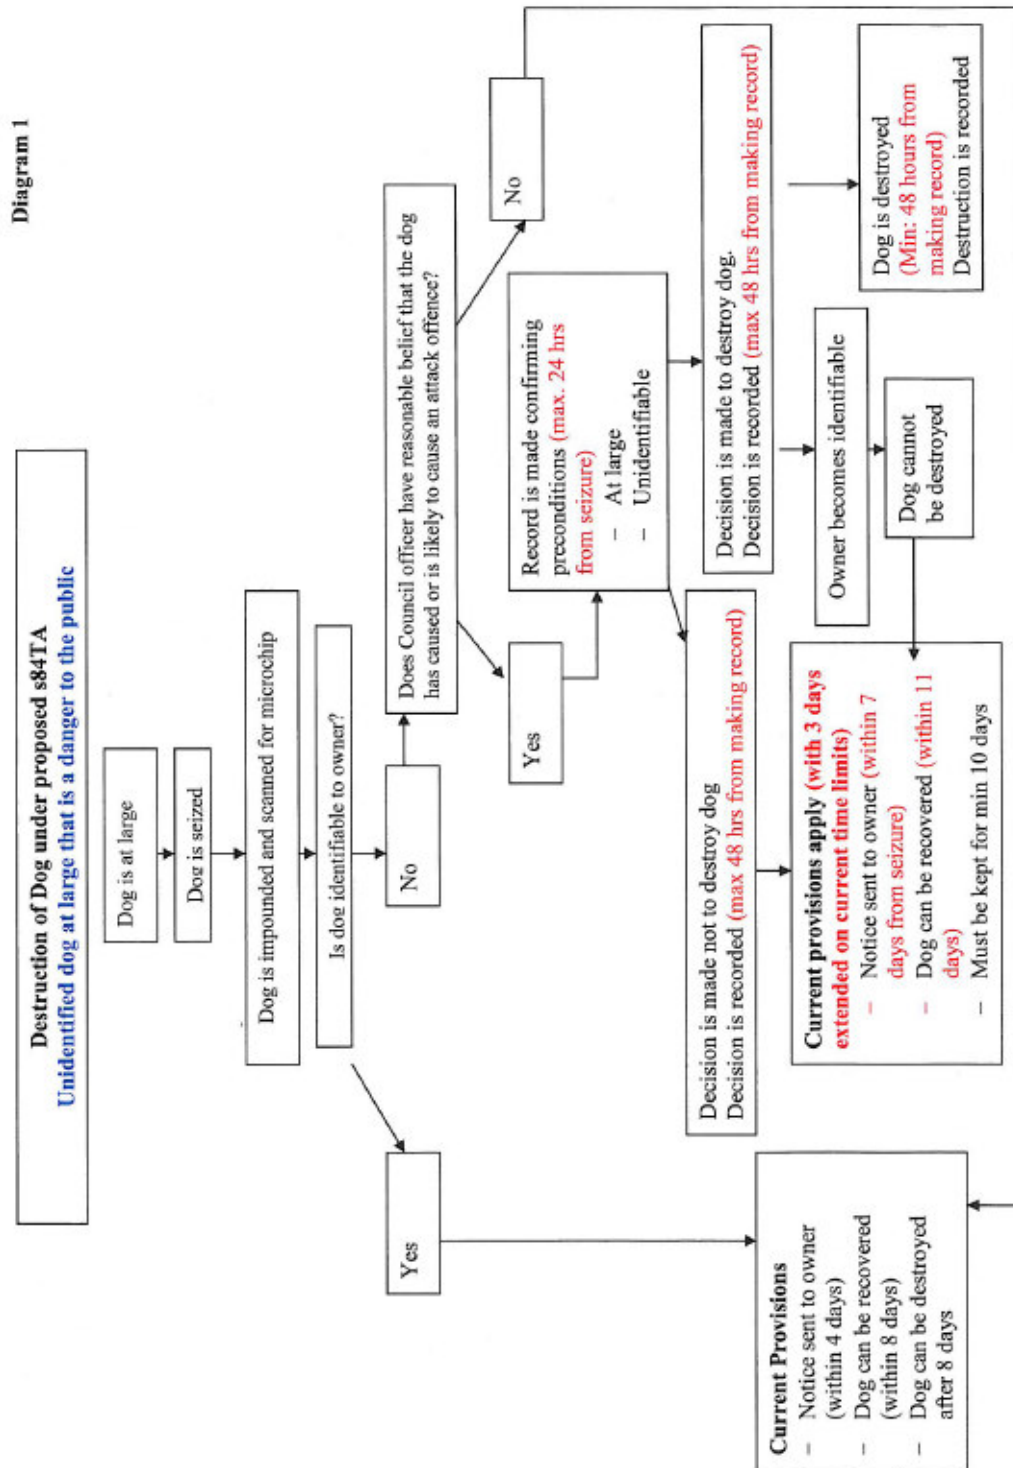 Diagram 1
Destruction of Dog under proposed s84TA
Unidentified dog at large that is a danger to the public
Dog is at large
Dog is seized
Dog is impounded and scanned for microchip
Is dog identifiable to owner?
Yes
No
Does Council officer have reasonable belief that the dog
has caused or is likely to cause an attack offence?
Yes
No
Record is made confirming
preconditions (max. 24 hrs
from seizure)
– At large
– Unidentifiable
Decision is made not to destroy dog
Decision is recorded (max 48 hrs from making record)
Decision is made to destroy dog.
Decision is recorded (max 48 hrs from making record)
Current Provisions
– Notice sent to owner
(within 4 days)
– Dog can be recovered
(within 8 days)
– Dog can be destroyed
after 8 days
Current provisions apply (with 3 days
extended on current time limits)
– Notice sent to owner (within 7
days from seizure)
– Dog can be recovered (within 11
days)
– Must be kept for min 10 days
Owner becomes identifiable
Dog cannot
be destroyed
Dog is destroyed
(Min: 48 hours from
making record)
Destruction is recorded